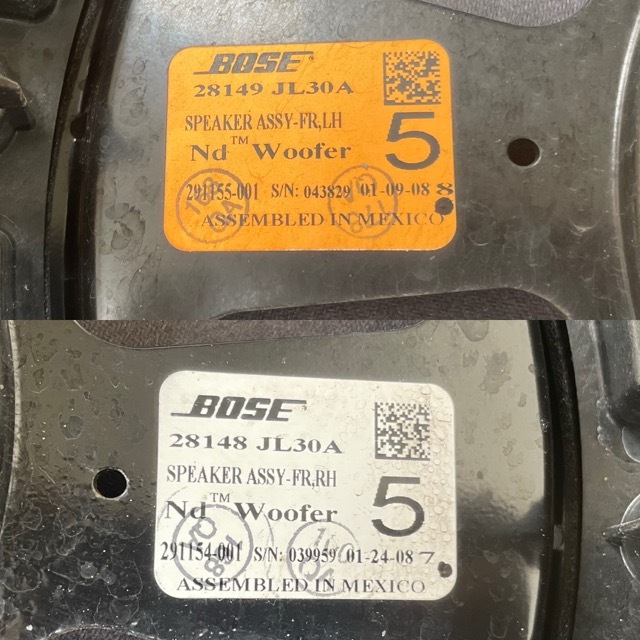 BOSE
28149 JL30A
SPEAKER ASSY-FR,LH
5
Nd™ Woofer
291155-001 S/N: 043829 01-09-08 8
ASSEMBLED IN MEXICO
BOSE
28148 JL30A
SPEAKER ASSY-FR,RH
5
Nd™ Woofer
291154-001 S/N: 039959 01-24-08 7
ASSEMBLED IN MEXICO